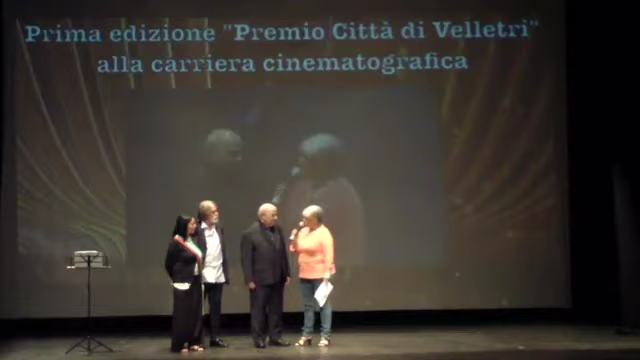 Prima edizione "Premio Città di Velletri"
alla carriera cinematografica